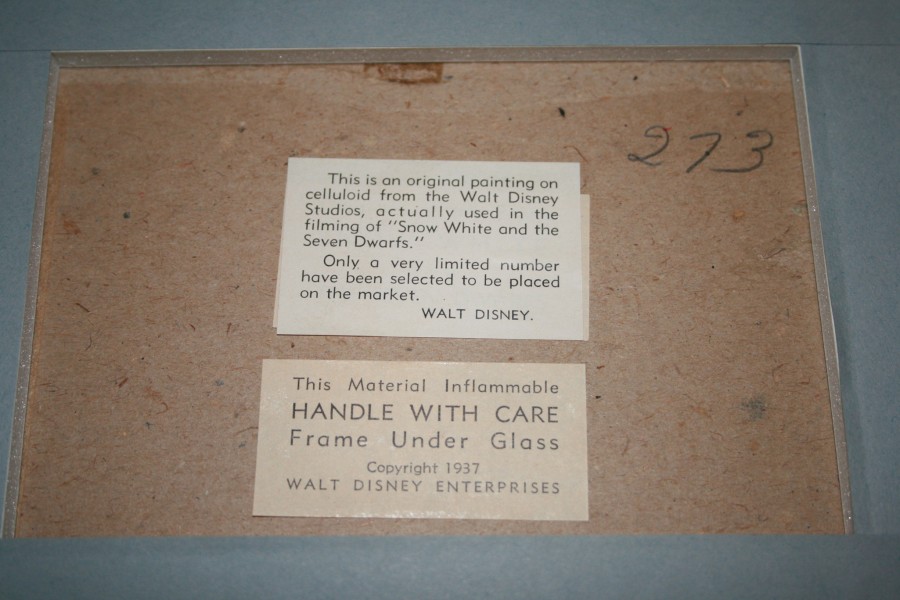 273
This is an original painting on
celluloid from the Walt Disney
Studios, actually used in the
filming of "Snow White and the
Seven Dwarfs."
Only a very limited number
have been selected to be placed
on the market.
WALT DISNEY.
This Material Inflammable
HANDLE WITH CARE
Frame Under Glass
Copyright 1937
WALT DISNEY ENTERPRISES